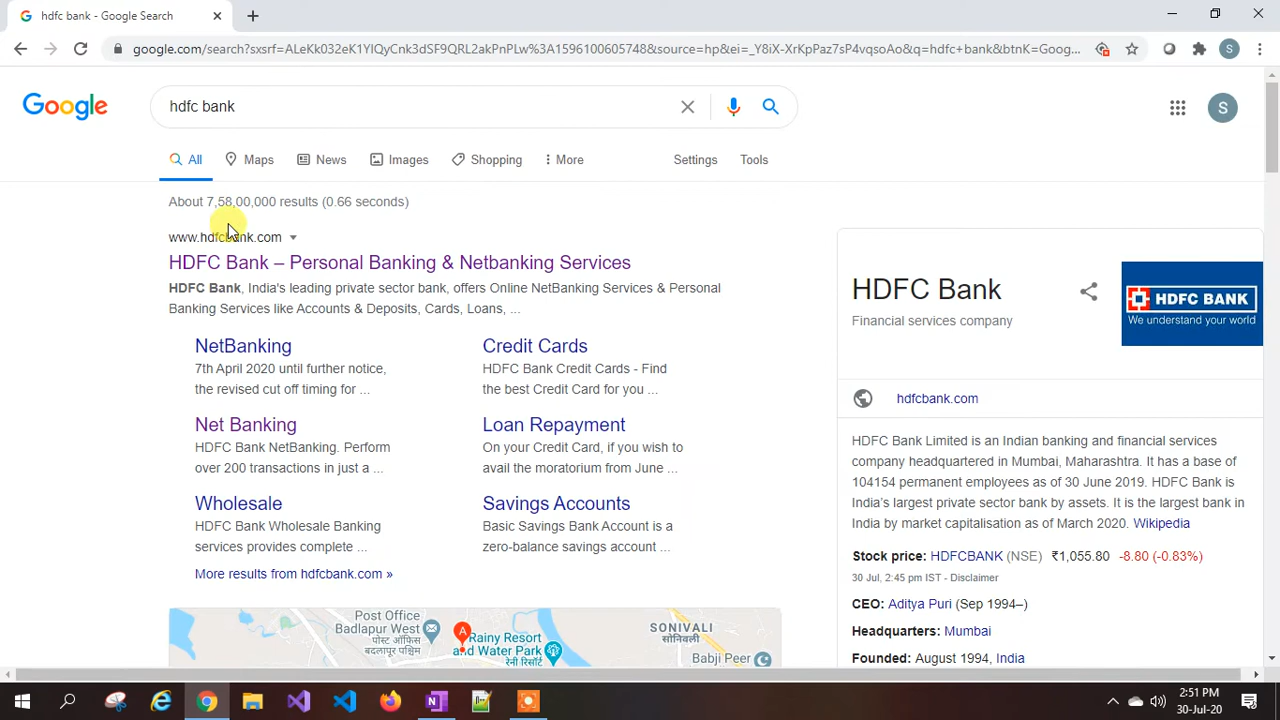 hdfc bank - Google Search
google.com/search?sxsrf=ALeKk032eK1YIQyCnk3dSF9QRL2akPnPLw%3A1596100605748&source=hp&ei=_Y8iX-XrKpPaz7sP4vqsoAo&q=hdfc+bank&btnK=Goog...
S
Google
hdfc bank
S
All
Maps
News
Images
Shopping
More
Settings
Tools
About 7,58,00,000 results (0.66 seconds)
www.hdfcbank.com
HDFC Bank – Personal Banking & Netbanking Services
HDFC Bank, India's leading private sector bank, offers Online NetBanking Services & Personal
Banking Services like Accounts & Deposits, Cards, Loans, ...
NetBanking
7th April 2020 until further notice,
the revised cut off timing for ...
Credit Cards
HDFC Bank Credit Cards - Find
the best Credit Card for you ...
Net Banking
HDFC Bank NetBanking. Perform
over 200 transactions in just a ...
Loan Repayment
On your Credit Card, if you wish to
avail the moratorium from June ...
Wholesale
HDFC Bank Wholesale Banking
services provides complete ...
Savings Accounts
Basic Savings Bank Account is a
zero-balance savings account ...
More results from hdfcbank.com »
Post Office
Badlapur West
पोस्ट ऑफिस
बदलापूर पश्चिम
A
Rainy Resort
and Water Park
रेनी रिसॉर्ट
SONIVALI
सोनिवली
Babji Peer
HDFC Bank
Financial services company
HDFC BANK
We understand your world
hdfcbank.com
HDFC Bank Limited is an Indian banking and financial services
company headquartered in Mumbai, Maharashtra. It has a base of
104154 permanent employees as of 30 June 2019. HDFC Bank is
India's largest private sector bank by assets. It is the largest bank in
India by market capitalisation as of March 2020. Wikipedia
Stock price: HDFCBANK (NSE) ₹1,055.80 -8.80 (-0.83%)
30 Jul, 2:45 pm IST - Disclaimer
CEO: Aditya Puri (Sep 1994–)
Headquarters: Mumbai
Founded: August 1994, India
2:51 PM
30-Jul-20